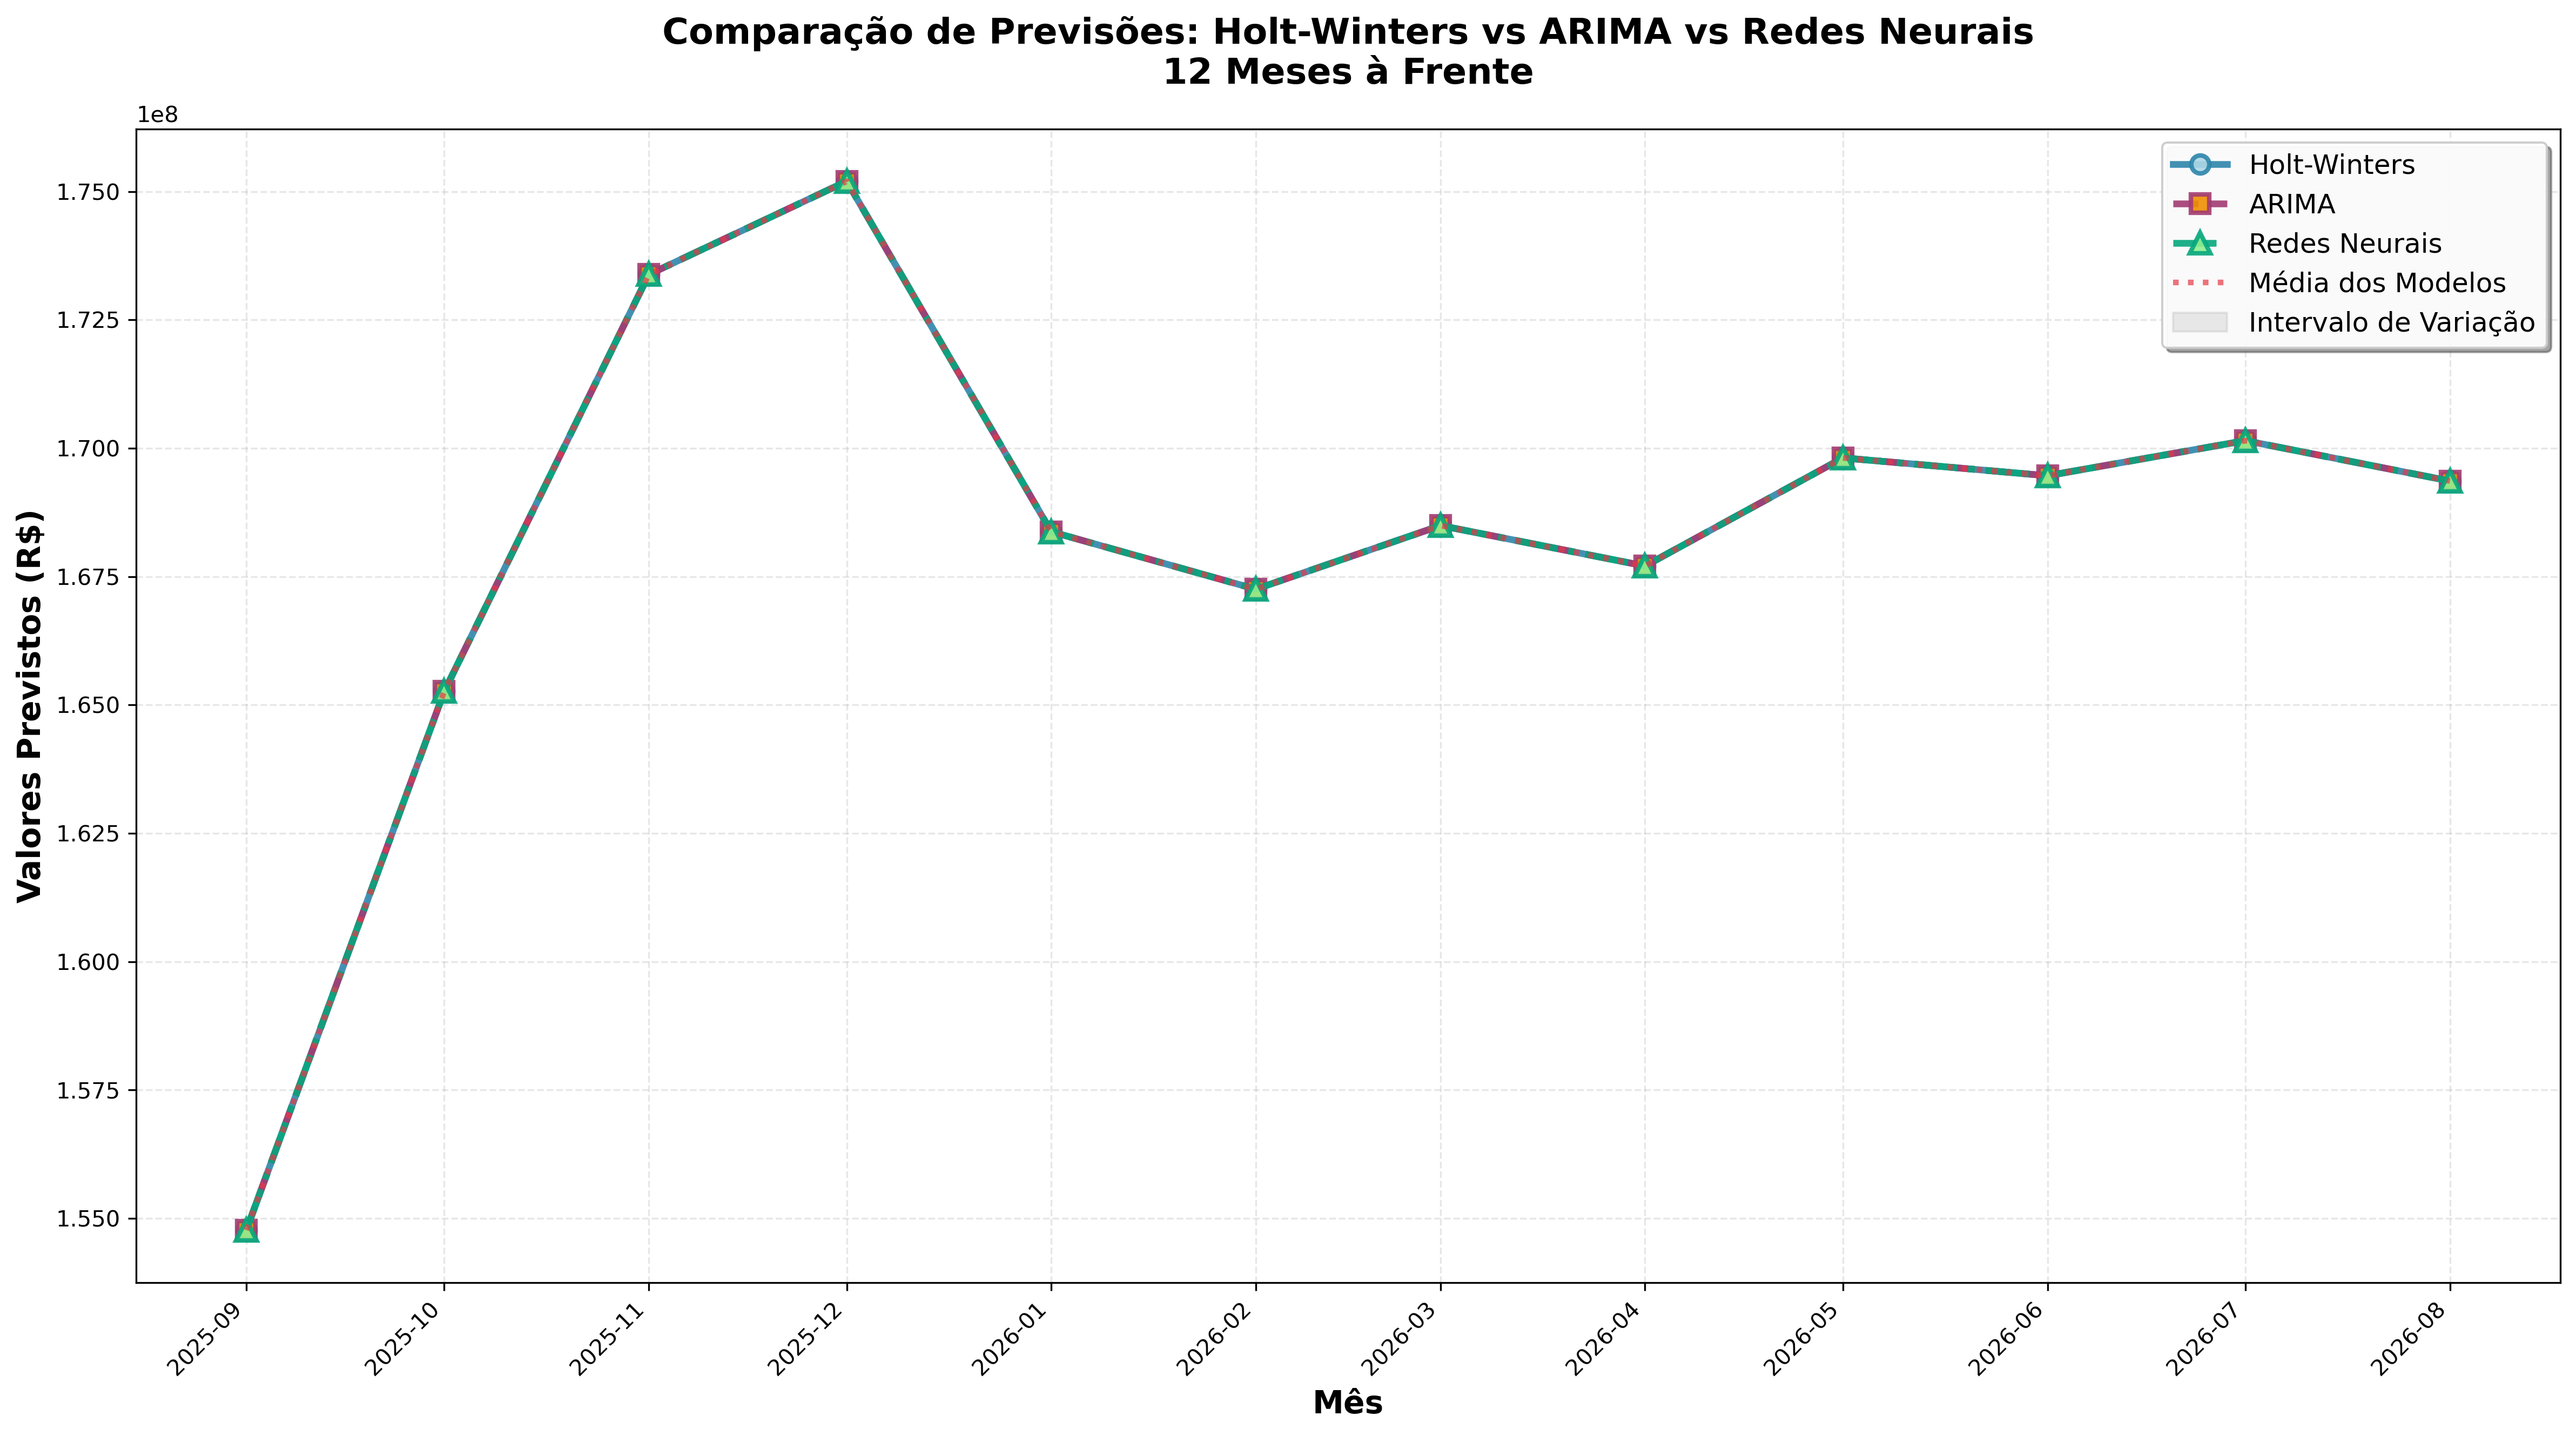 Comparação de Previsões: Holt-Winters vs ARIMA vs Redes Neurais
12 Meses à Frente
1e8
1.750
1.725
1.700
1.675
1.650
1.625
1.600
1.575
1.550
Valores Previstos (R$)
Holt-Winters
ARIMA
Redes Neurais
Média dos Modelos
Intervalo de Variação
2025-09
2025-10
2025-11
2025-12
2026-01
2026-02
2026-03
2026-04
2026-05
2026-06
2026-07
2026-08
Mês